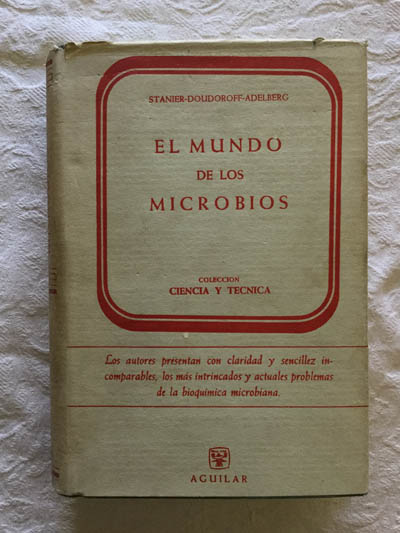 STANIER-DOUDOROFF-ADELBERG
EL MUNDO
DE LOS
MICROBIOS
COLECCION
CIENCIA Y TECNICA
Los autores presentan con claridad y sencillez in-
comparables, los más intrincados y actuales problemas
de la bioquímica microbiana.
AGUILAR